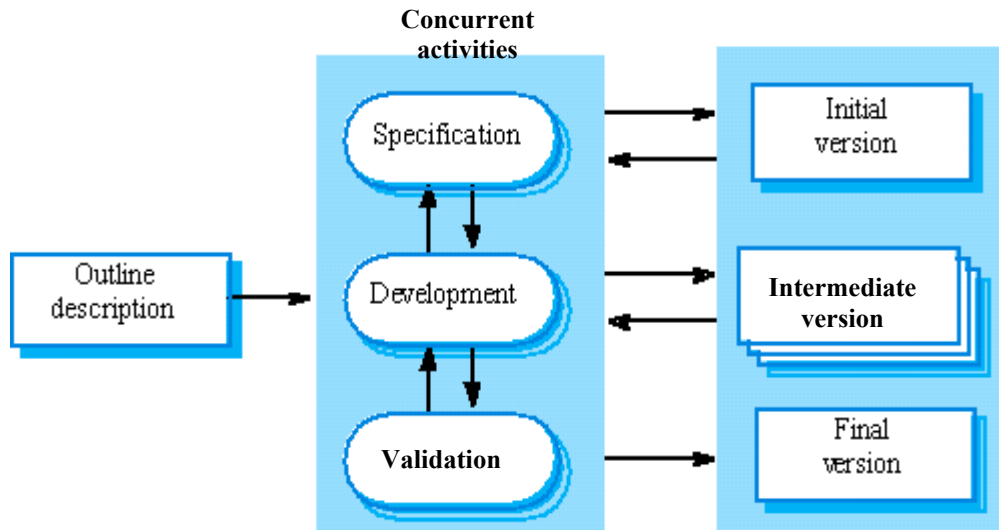 Concurrent
activities
Specification
Initial
version
Outline
description
Development
Intermediate
version
Validation
Final
version